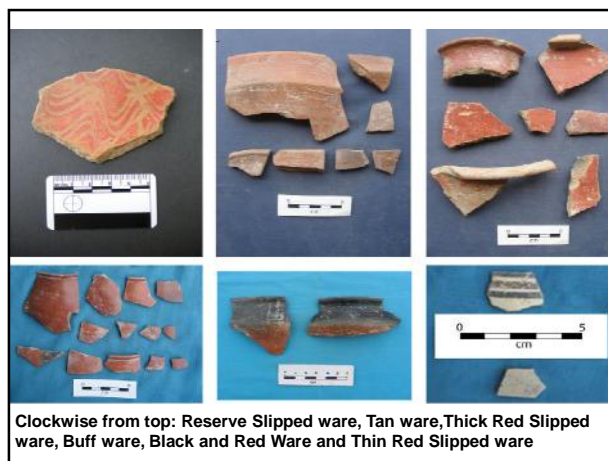 0 5
cm
Clockwise from top: Reserve Slipped ware, Tan ware,Thick Red Slipped
ware, Buff ware, Black and Red Ware and Thin Red Slipped ware